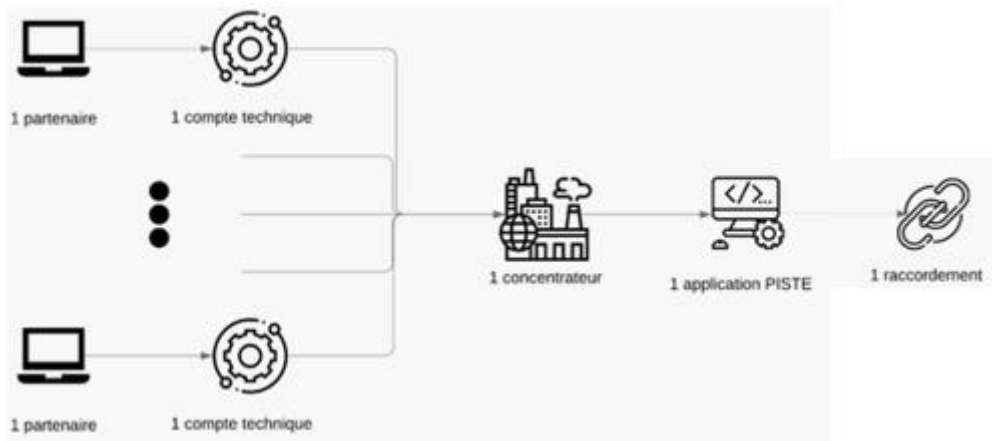 1 partenaire
1 compte technique
</>...
1 concentrateur
1 application PISTE
1 raccordement
1 partenaire
1 compte technique